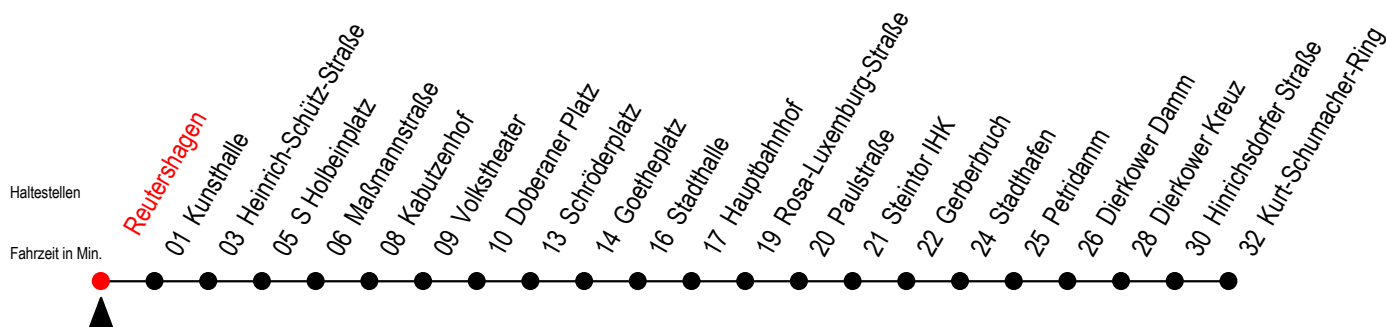 Haltestellen
Fahrzeit in Min.
Reutershagen
01 Kunsthalle
03 Heinrich-Schütz-Straße
05 S Holbeinplatz
06 Maßmannstraße
08 Kabutzenhof
09 Volkstheater
10 Doberaner Platz
13 Schröderplatz
14 Goetheplatz
16 Stadthalle
17 Hauptbahnhof
19 Rosa-Luxemburg-Straße
20 Paulstraße
21 Steintor IHK
22 Gerberbruch
24 Stadthafen
25 Petridamm
26 Dierkower Damm
28 Dierkower Kreuz
30 Hinrichsdorfer Straße
32 Kurt-Schumacher-Ring